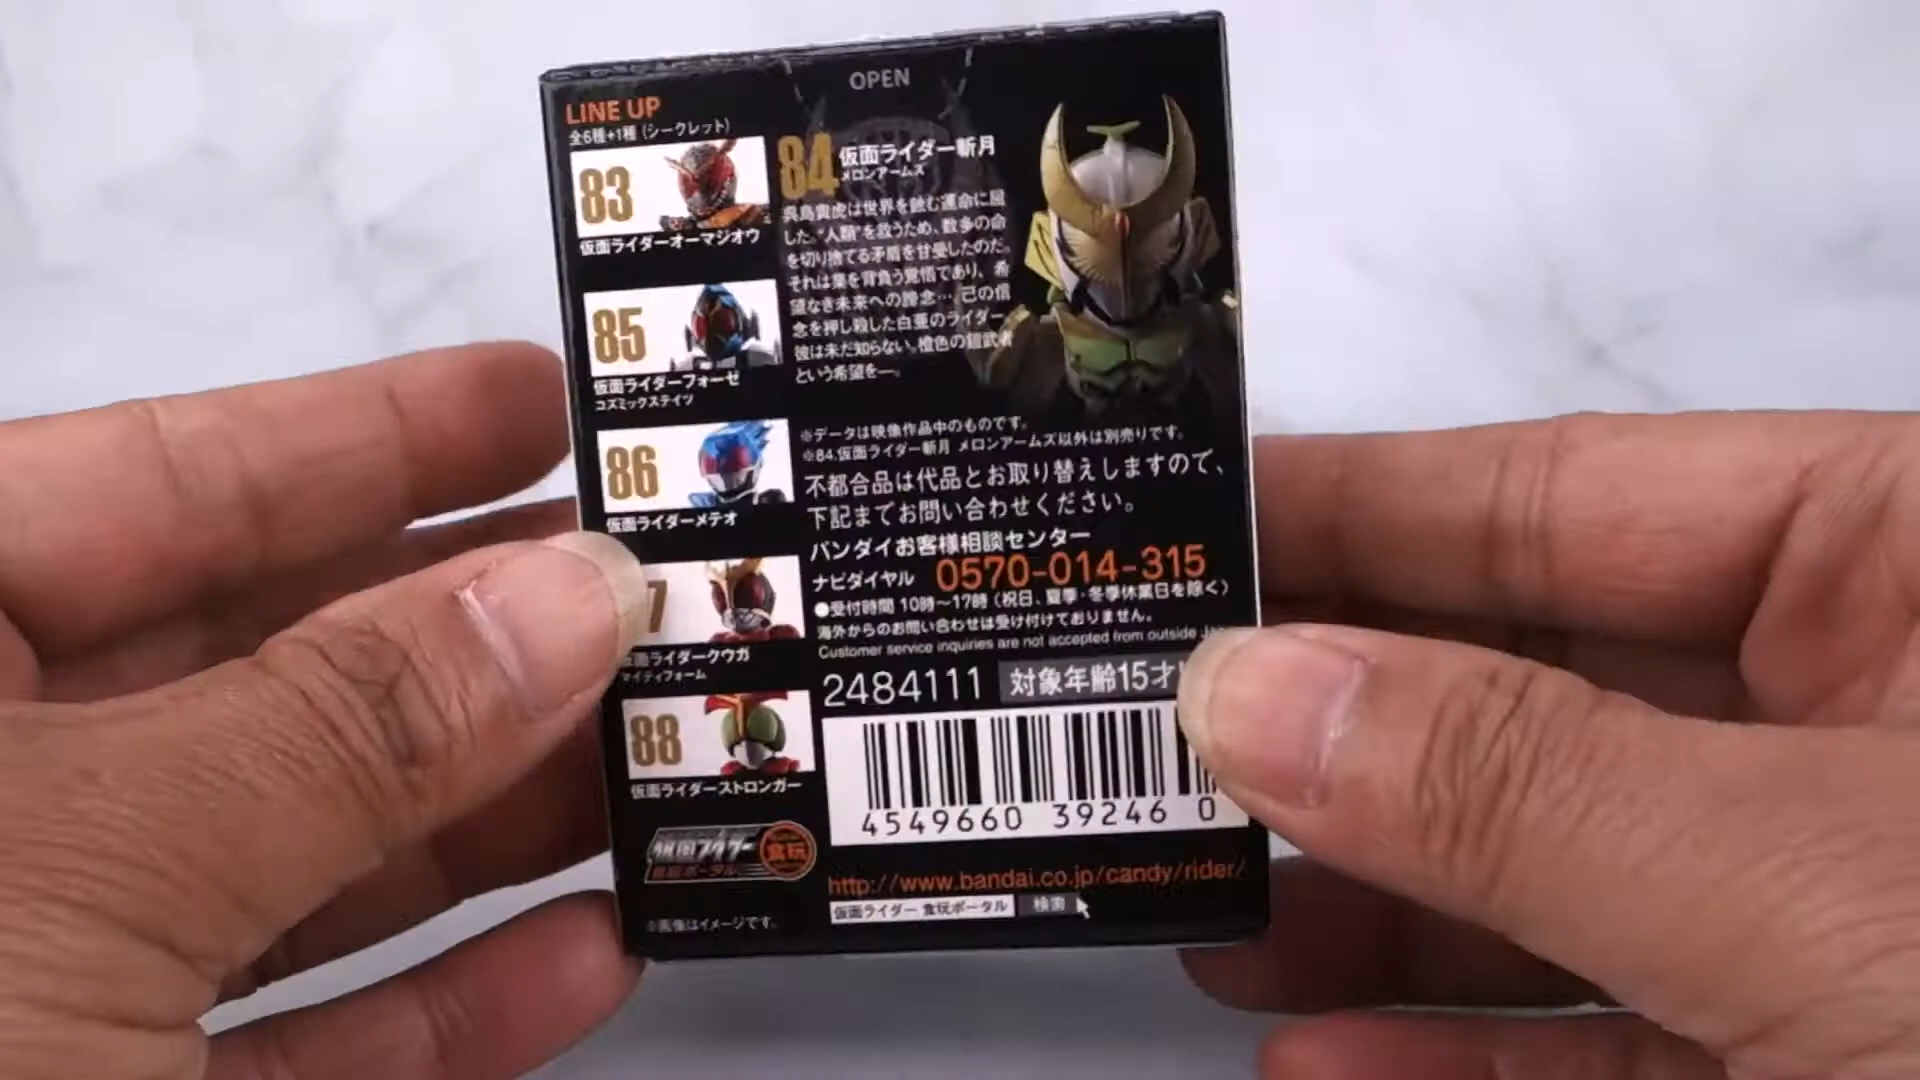 OPEN
LINE UP
全6種+1種 (シークレット)
83
仮面ライダーオーマジオウ
85
仮面ライダーフォーゼ
コズミックステイツ
86
仮面ライダーメテオ
7
仮面ライダークウガ
マイティフォーム
88
仮面ライダーストロンガー
※画像はイメージです。
84 仮面ライダー斬月
メロンアームズ
呉島貴虎は世界を蝕む運命に屈
した。“人類”を救うため、数多の命
を切り捨てる矛盾を甘受したのだ。
それは業を背負う覚悟であり、希
望なき未来への諦念…。己の信
念を押し殺した白亜のライダー
彼は未だ知らない。橙色の鎧武者
という希望を―。
※データは映像作品中のものです。
※84.仮面ライダー斬月 メロンアームズ以外は別売りです。
不都合品は代品とお取り替えしますので、
下記までお問い合わせください。
バンダイお客様相談センター
ナビダイヤル 0570-014-315
●受付時間 10時〜17時 (祝日、夏季・冬季休業日を除く)
海外からのお問い合わせは受け付けておりません。
Customer service inquiries are not accepted from outside
2484111 対象年齢15才
4549660 39246 0
http://www.bandai.co.jp/candy/rider/
仮面ライダー 食玩ポータル 検索
食玩